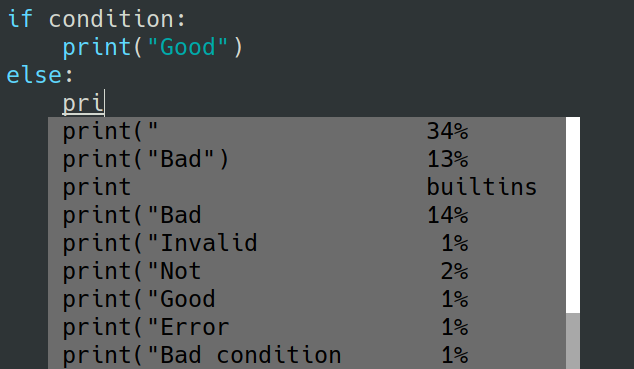 if condition:
    print("Good")
else:
    pri
print(" 34%
print("Bad") 13%
print builtins
print("Bad 14%
print("Invalid 1%
print("Not 2%
print("Good 1%
print("Error 1%
print("Bad condition 1%